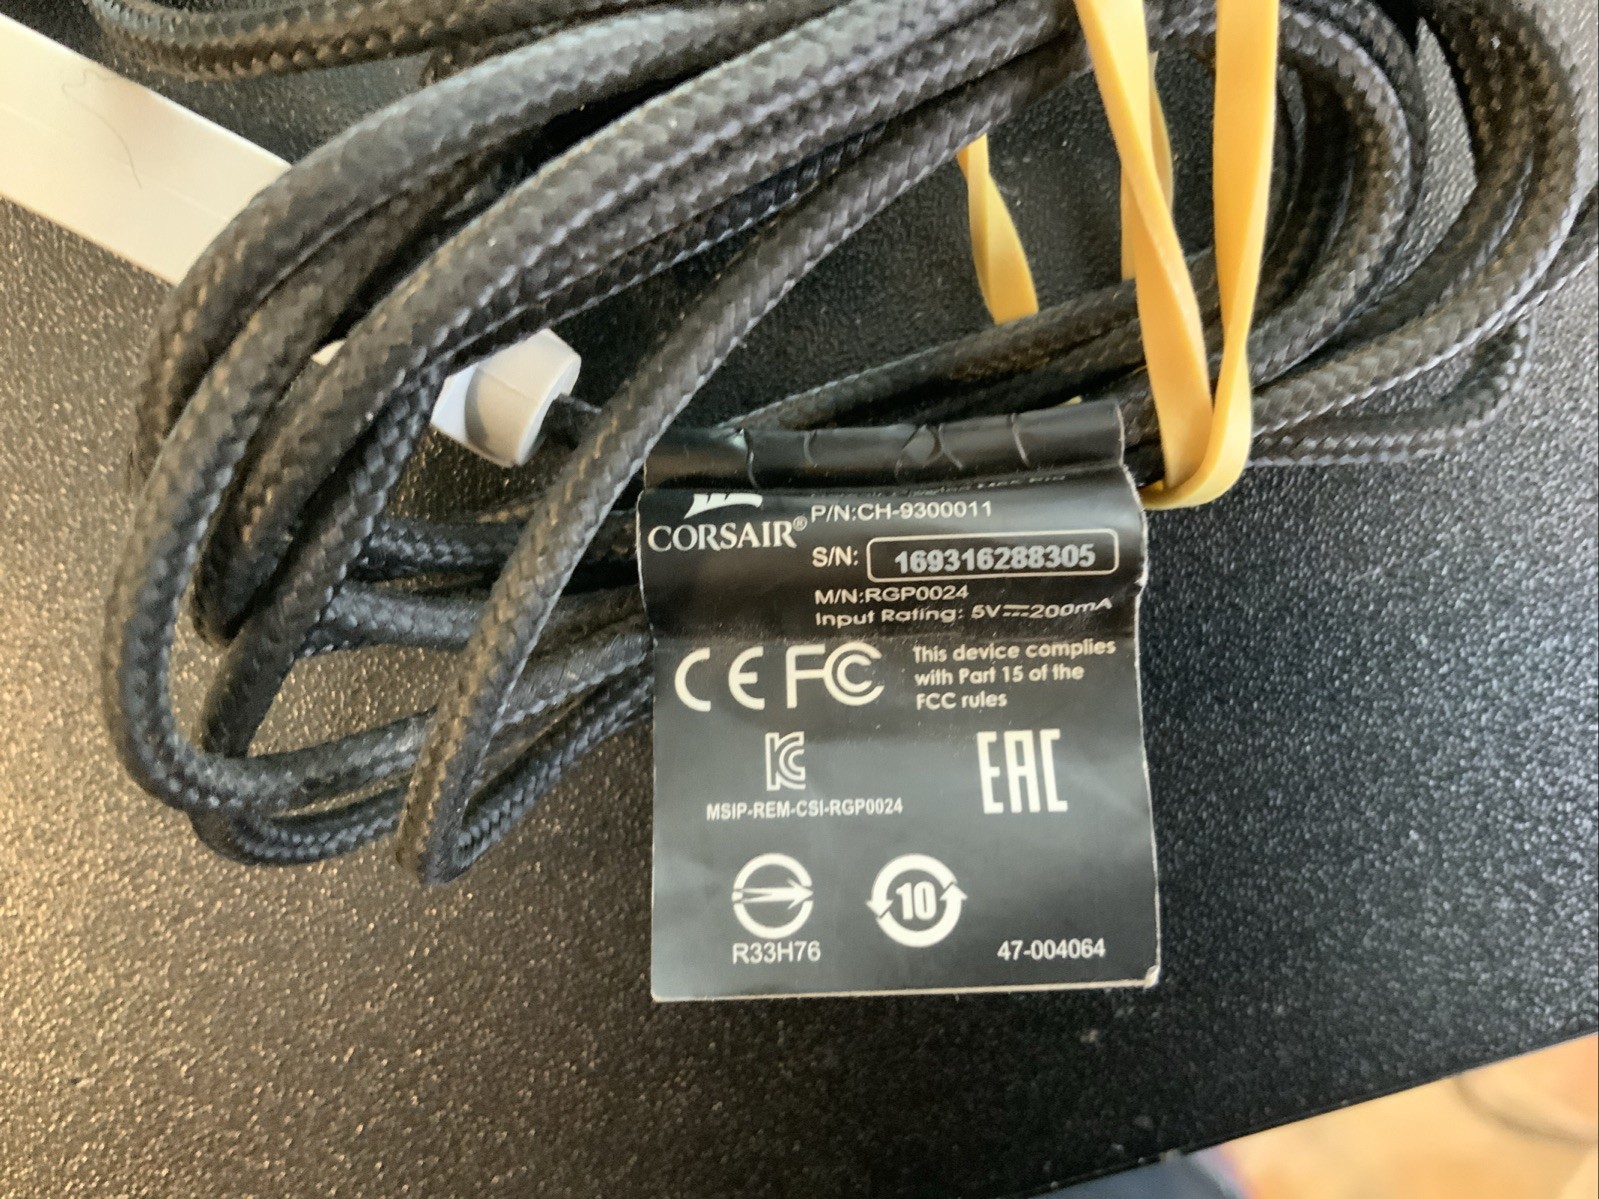 CORSAIR®
P/N:CH-9300011
S/N: 169316288305
M/N:RGP0024
Input Rating: 5V⎓200mA
CE FC
This device complies
with Part 15 of the
FCC rules
KC
MSIP-REM-CSI-RGP0024
EAC
R33H76
10
47-004064